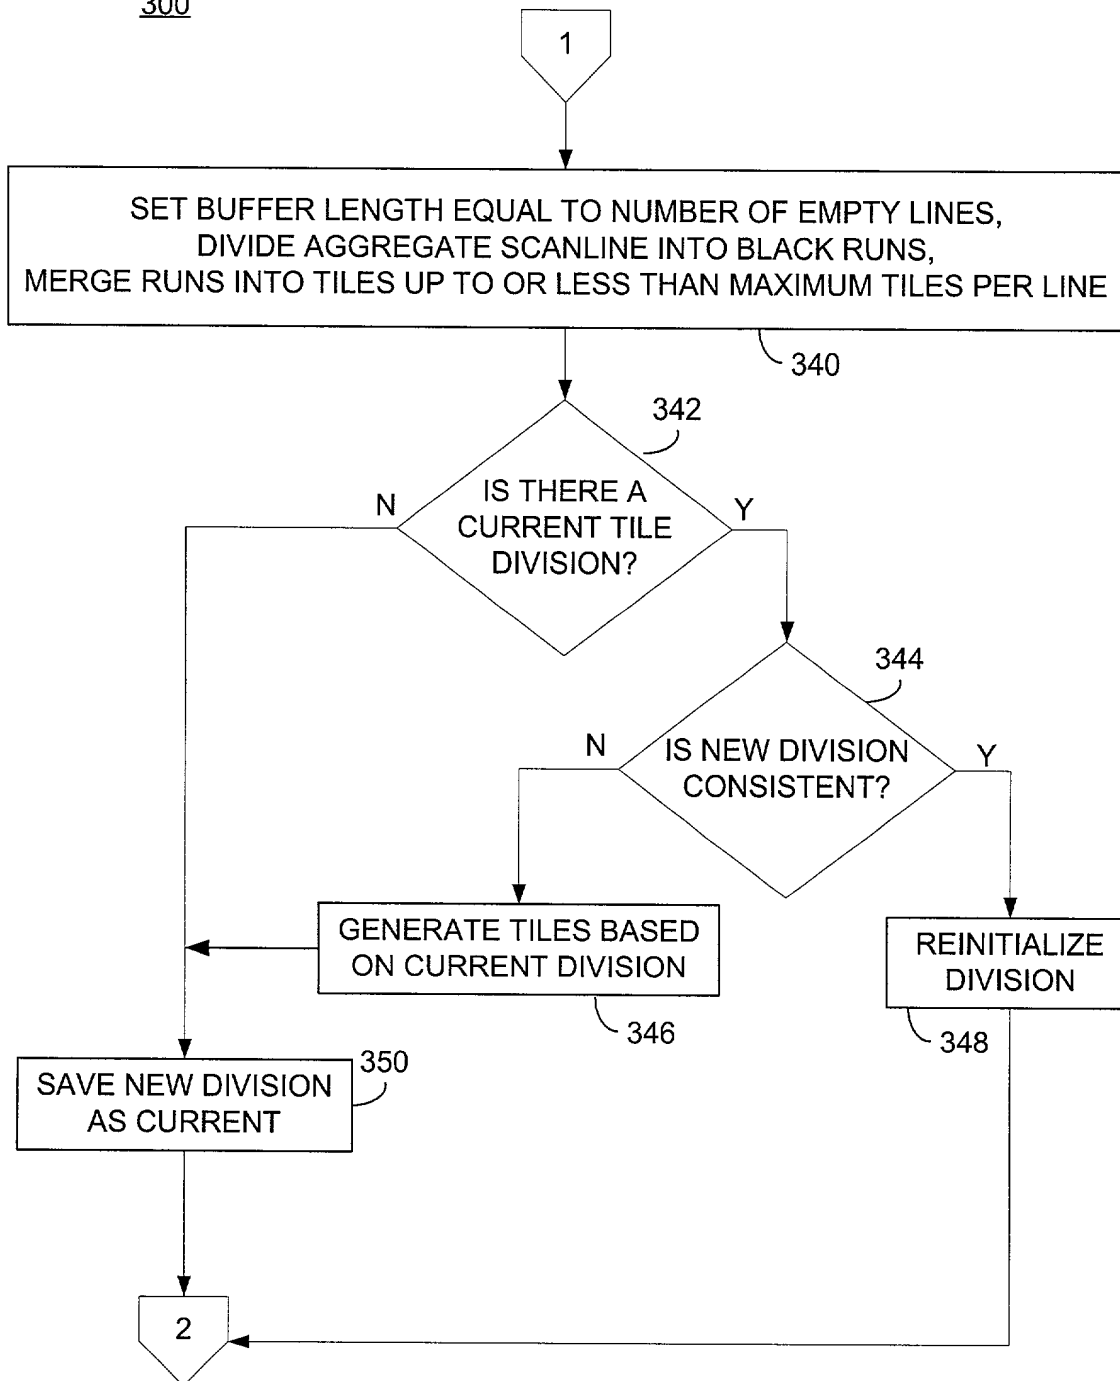 300
1
SET BUFFER LENGTH EQUAL TO NUMBER OF EMPTY LINES,
DIVIDE AGGREGATE SCANLINE INTO BLACK RUNS,
MERGE RUNS INTO TILES UP TO OR LESS THAN MAXIMUM TILES PER LINE
340
342
IS THERE A
CURRENT TILE
DIVISION?
N
Y
344
IS NEW DIVISION
CONSISTENT?
N
Y
GENERATE TILES BASED
ON CURRENT DIVISION
346
REINITIALIZE
DIVISION
348
SAVE NEW DIVISION
AS CURRENT
350
2